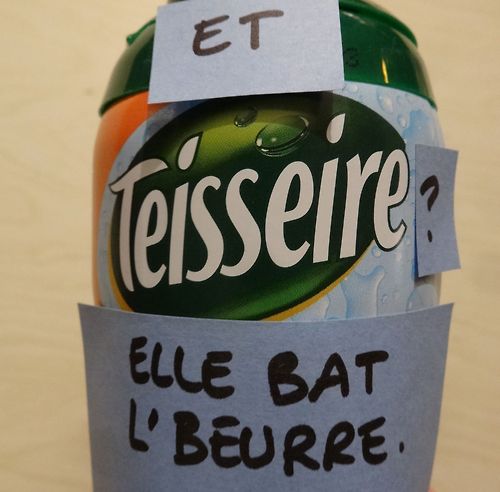 ET
Teisseire ?
ELLE BAT
L'BEURRE.